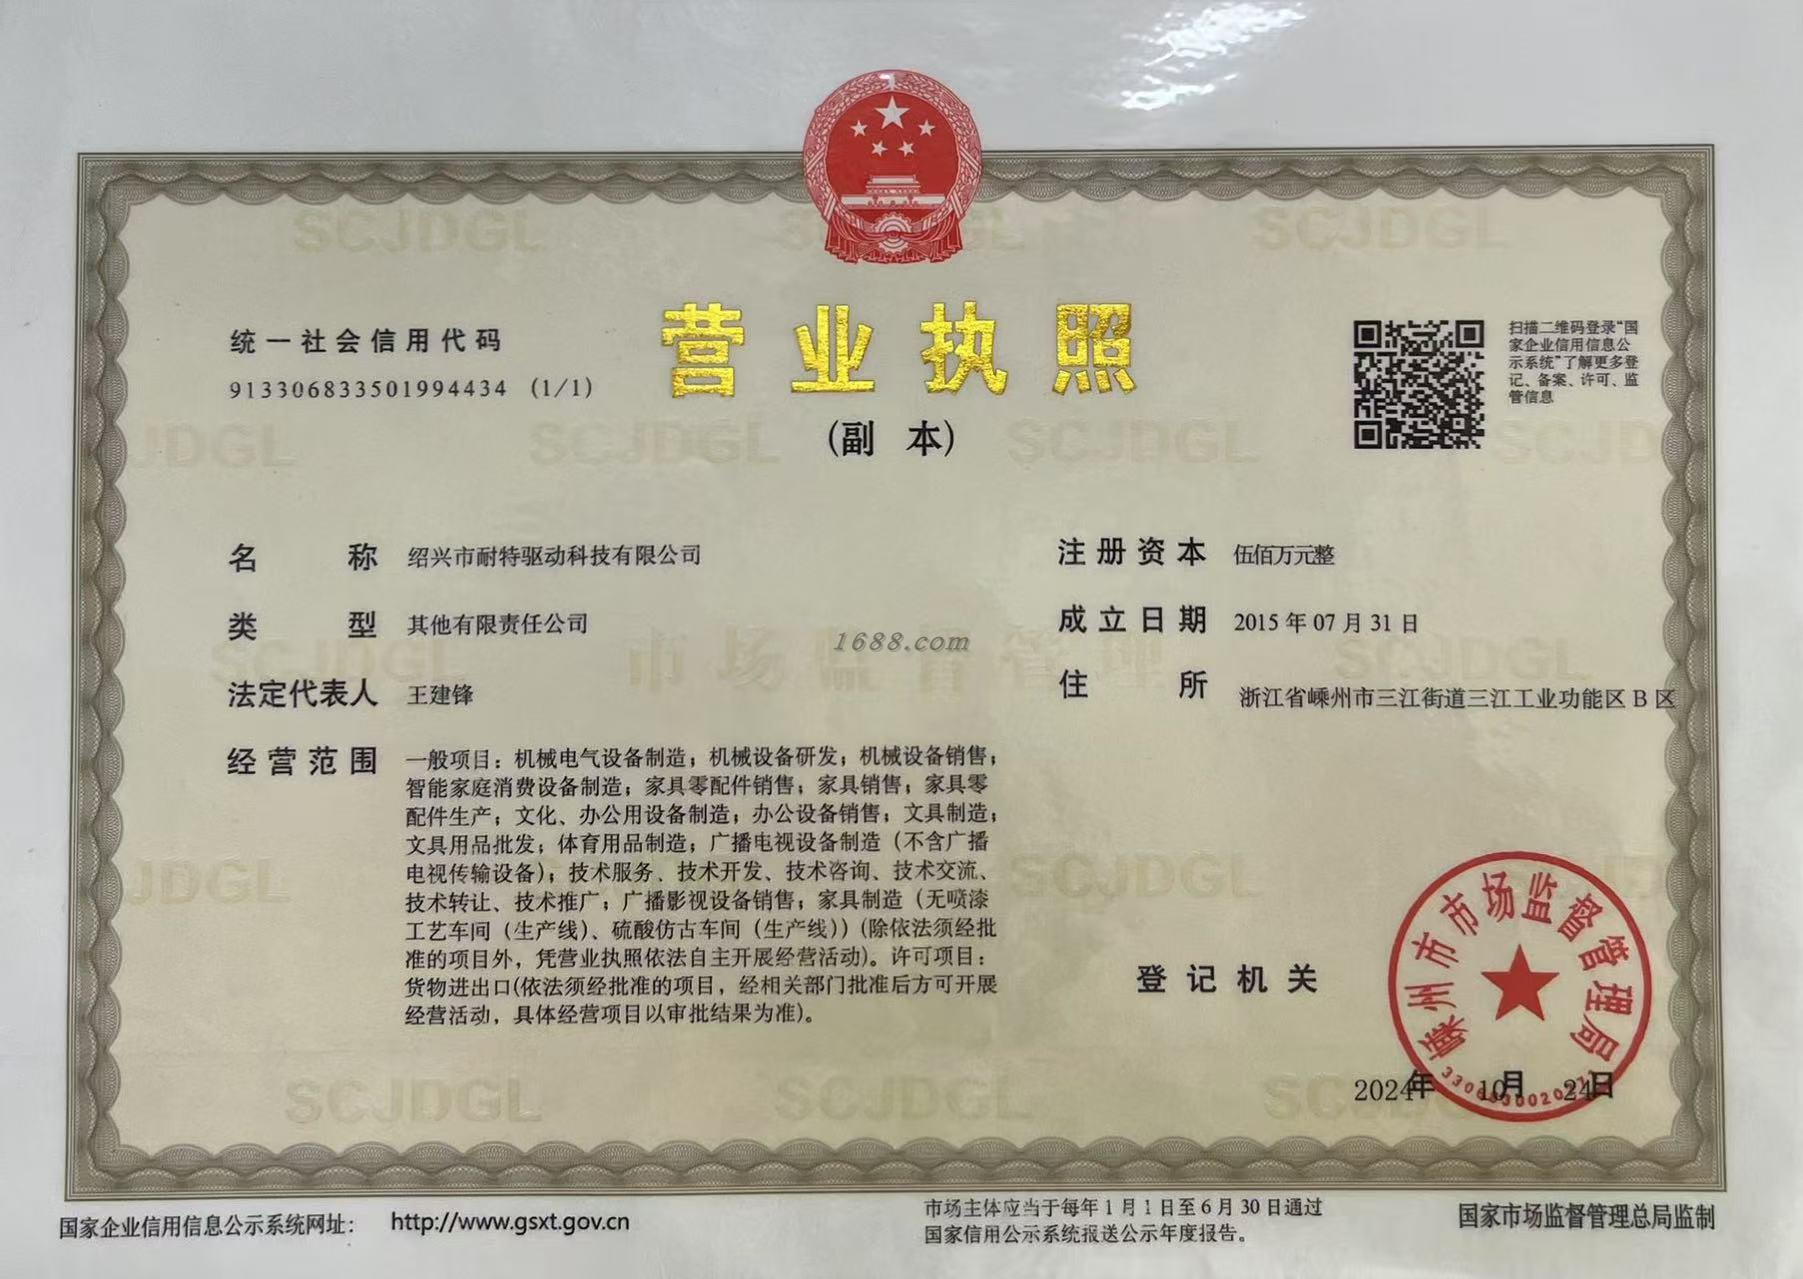 统一社会信用代码
913306833501994434 (1/1)
营业执照
(副 本)
扫描二维码登录“国
家企业信用信息公
示系统”了解更多登
记、备案、许可、监
管信息
名 称 绍兴市耐特驱动科技有限公司
类 型 其他有限责任公司
法定代表人 王建锋
经营范围 一般项目：机械电气设备制造；机械设备研发；机械设备销售；
智能家庭消费设备制造；家具零配件销售；家具销售；家具零
配件生产；文化、办公用设备制造；办公设备销售；文具制造；
文具用品批发；体育用品制造；广播电视设备制造（不含广播
电视传输设备）；技术服务、技术开发、技术咨询、技术交流、
技术转让、技术推广；广播影视设备销售；家具制造（无喷漆
工艺车间（生产线）、硫酸仿古车间（生产线））(除依法须经批
准的项目外，凭营业执照依法自主开展经营活动)。许可项目：
货物进出口(依法须经批准的项目，经相关部门批准后方可开展
经营活动，具体经营项目以审批结果为准)。
注册资本 伍佰万元整
成立日期 2015年07月31日
住 所 浙江省嵊州市三江街道三江工业功能区B区
1688.com
市场监督管理
SCJDGL
登记机关
嵊州市市场监督管理局
2024年 10月 24日
国家企业信用信息公示系统网址： http://www.gsxt.gov.cn
市场主体应当于每年1月1日至6月30日通过
国家信用公示系统报送公示年度报告。
国家市场监督管理总局监制